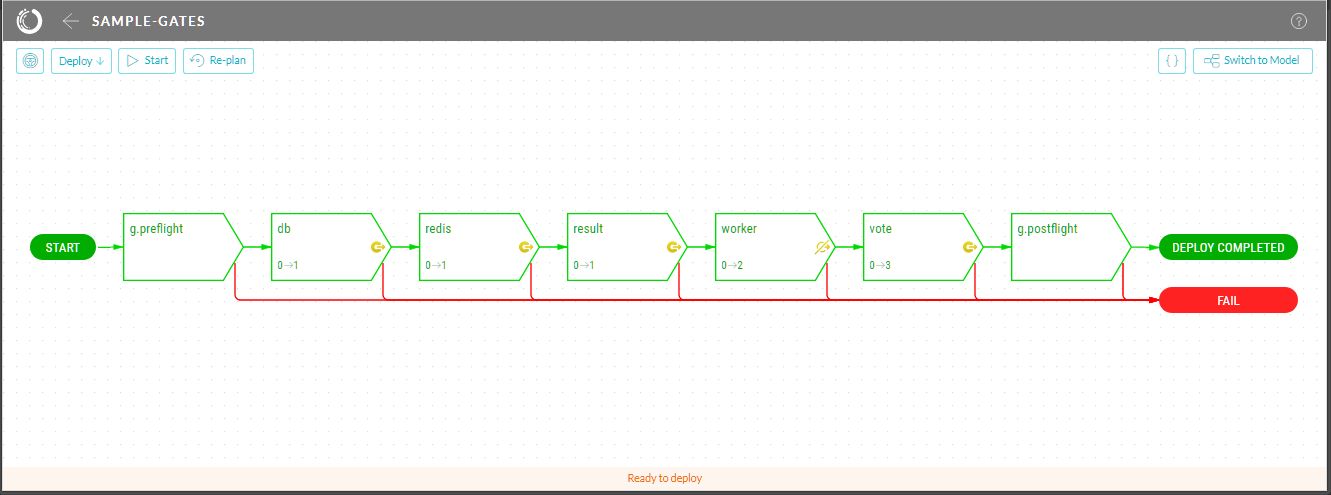 SAMPLE-GATES
?
Deploy ↓
Start
Re-plan
{ }
Switch to Model
START
g.preflight
db
0→1
redis
0→1
result
0→1
worker
0→2
vote
0→3
g.postflight
DEPLOY COMPLETED
FAIL
Ready to deploy